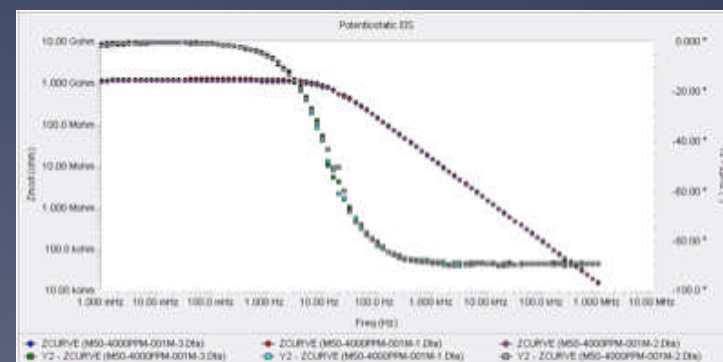 Potentiostatic EIS
10.00 Gohm
1.000 Gohm
100.0 Mohm
10.00 Mohm
1.000 Mohm
100.0 kohm
10.00 kohm
Zmod (ohm)
0.000 °
-20.00 °
-40.00 °
-60.00 °
-80.00 °
-100.0 °
1.000 mHz 10.00 mHz 100.0 mHz 1.000 Hz 10.00 Hz 100.0 Hz 1.000 kHz 10.00 kHz 100.0 kHz 1.000 MHz 10.00 MHz
Freq (Hz)
ZCURVE (M50-4000PPM-001M-3.Dta) ZCURVE (M50-4000PPM-001M-1.Dta) ZCURVE (M50-4000PPM-001M-2.Dta)
Y2 - ZCURVE (M50-4000PPM-001M-3.Dta) Y2 - ZCURVE (M50-4000PPM-001M-1.Dta) Y2 - ZCURVE (M50-4000PPM-001M-2.Dta)